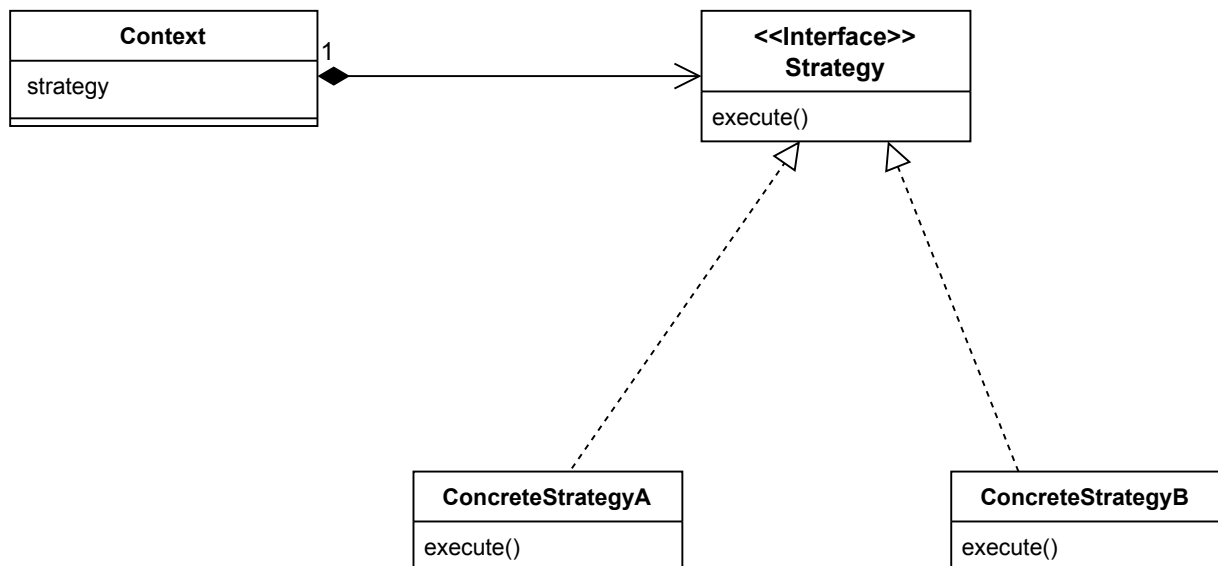 Context
strategy
1
<<Interface>>
Strategy
execute()
ConcreteStrategyA
execute()
ConcreteStrategyB
execute()